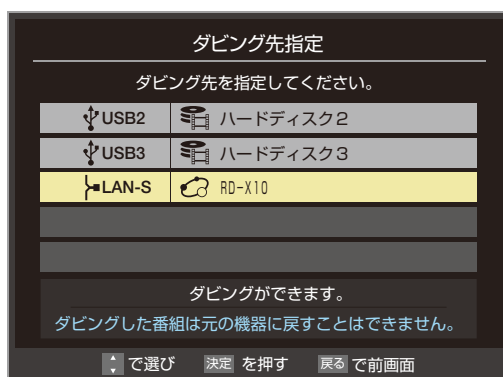 ダビング先指定
ダビング先を指定してください。
USB2 ハードディスク2
USB3 ハードディスク3
LAN-S RD-X10
ダビングができます。
ダビングした番組は元の機器に戻すことはできません。
で選び 決定 を押す 戻る で前画面